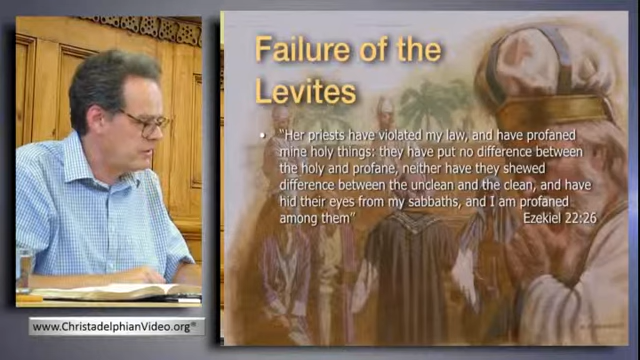 Failure of the
Levites
• "Her priests have violated my law, and have profaned
mine holy things: they have put no difference between
the holy and profane, neither have they shewed
difference between the unclean and the clean, and have
hid their eyes from my sabbaths, and I am profaned
among them" Ezekiel 22:26
www.ChristadelphianVideo.org®